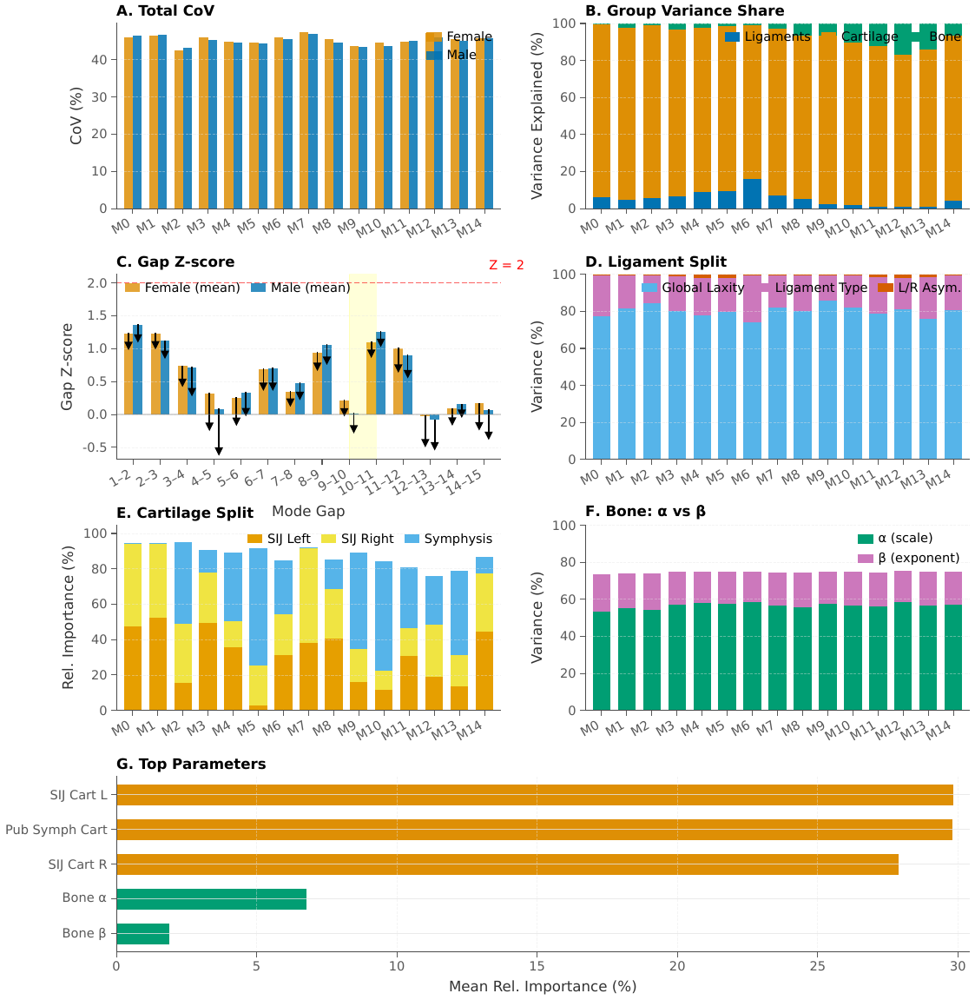 A. Total CoV
CoV (%)
0
10
20
30
40
Female
Male
M0 M1 M2 M3 M4 M5 M6 M7 M8 M9 M10 M11 M12 M13 M14
B. Group Variance Share
Variance Explained (%)
0
20
40
60
80
100
Ligaments Cartilage Bone
M0 M1 M2 M3 M4 M5 M6 M7 M8 M9 M10 M11 M12 M13 M14
C. Gap Z-score
Z = 2
Gap Z-score
-0.5
0.0
0.5
1.0
1.5
2.0
Female (mean) Male (mean)
1–2 2–3 3–4 4–5 5–6 6–7 7–8 8–9 9–10 10–11 11–12 12–13 13–14 14–15
Mode Gap
D. Ligament Split
Variance (%)
0
20
40
60
80
100
Global Laxity Ligament Type L/R Asym.
M0 M1 M2 M3 M4 M5 M6 M7 M8 M9 M10 M11 M12 M13 M14
E. Cartilage Split
Rel. Importance (%)
0
20
40
60
80
100
SIJ Left SIJ Right Symphysis
M0 M1 M2 M3 M4 M5 M6 M7 M8 M9 M10 M11 M12 M13 M14
F. Bone: α vs β
Variance (%)
0
20
40
60
80
100
α (scale)
β (exponent)
M0 M1 M2 M3 M4 M5 M6 M7 M8 M9 M10 M11 M12 M13 M14
G. Top Parameters
SIJ Cart L
Pub Symph Cart
SIJ Cart R
Bone α
Bone β
0 5 10 15 20 25 30
Mean Rel. Importance (%)